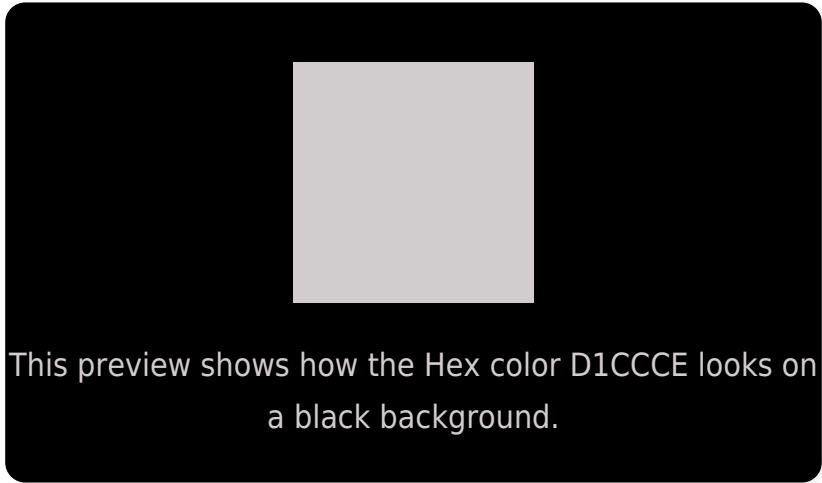 This preview shows how the Hex color D1CCCE looks on
a black background.